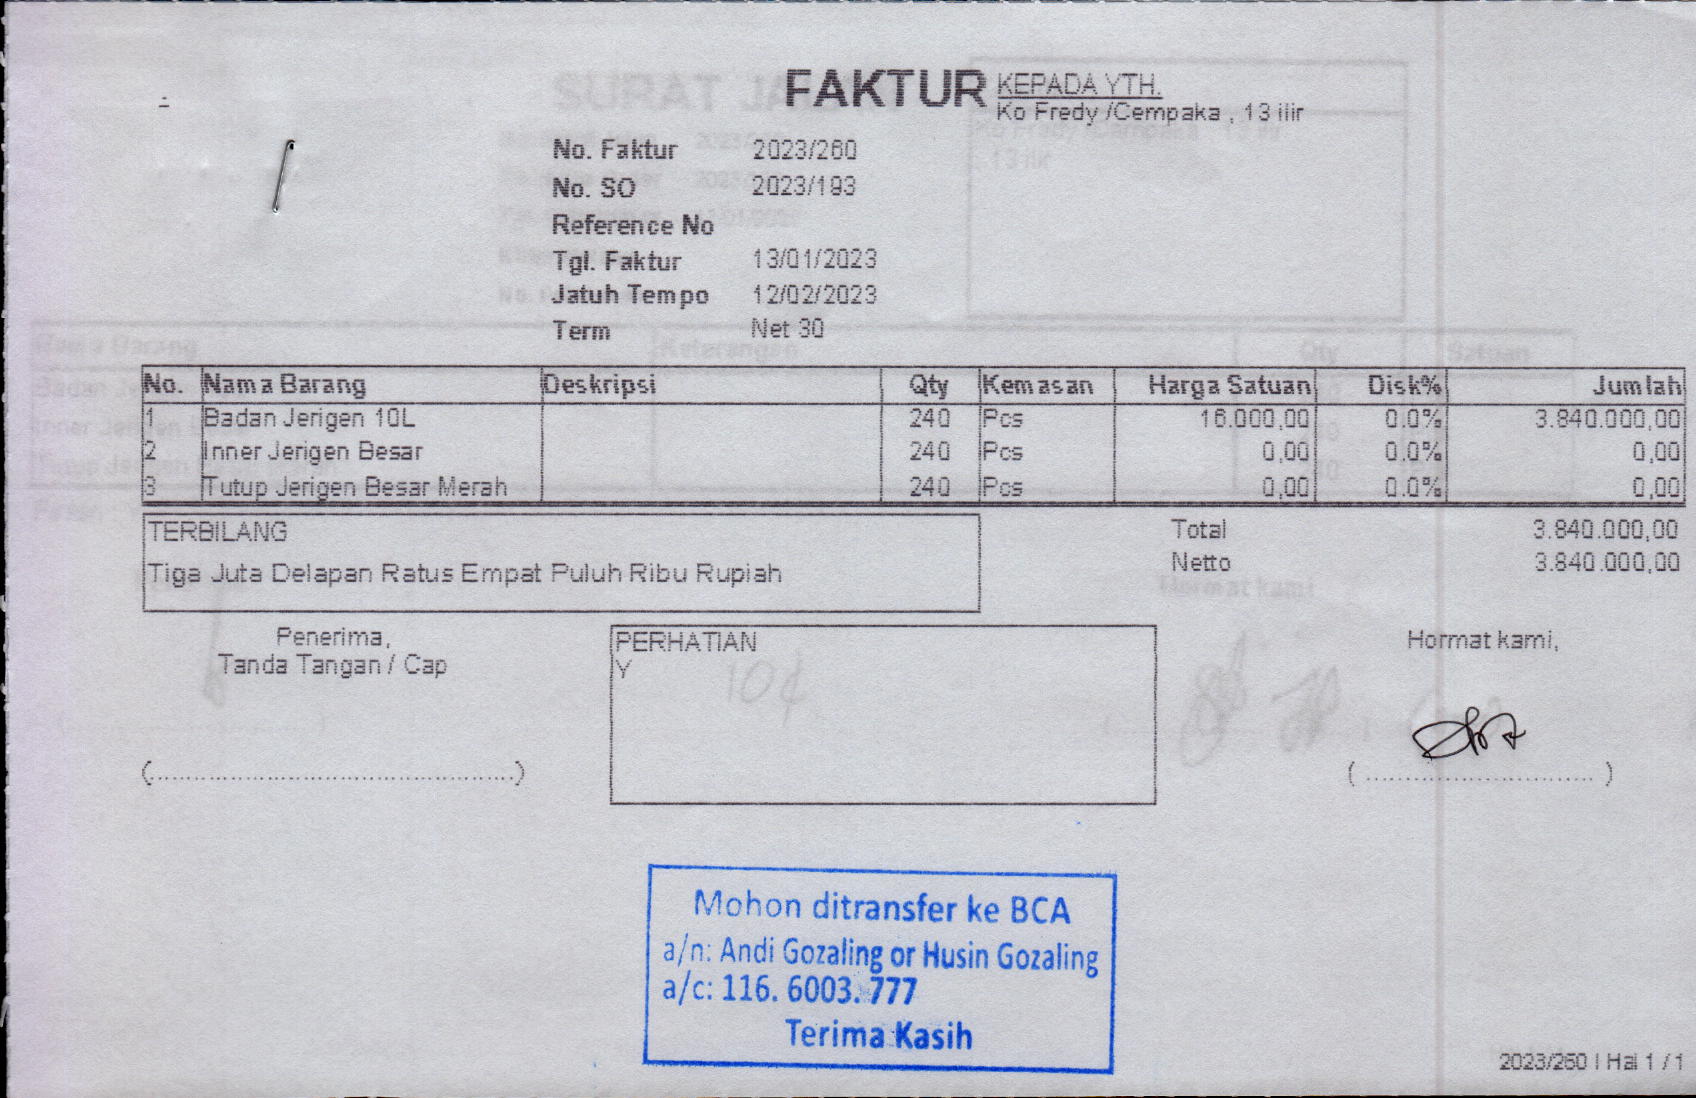 FAKTUR
KEPADA YTH.
Ko Fredy /Cempaka , 13 ilir
No. Faktur 2023/260
No. SO 2023/193
Reference No
Tgl. Faktur 13/01/2023
Jatuh Tempo 12/02/2023
Term Net 30
No. Nama Barang Deskripsi Qty Kemasan Harga Satuan Disk% Jumlah
1 Badan Jerigen 10L 240 Pcs 16.000,00 0.0% 3.840.000,00
2 Inner Jerigen Besar 240 Pcs 0,00 0.0% 0,00
3 Tutup Jerigen Besar Merah 240 Pcs 0,00 0.0% 0,00
TERBILANG
Tiga Juta Delapan Ratus Empat Puluh Ribu Rupiah
Total 3.840.000,00
Netto 3.840.000,00
Penerima,
Tanda Tangan / Cap
PERHATIAN
Y
Hormat kami,
Mohon ditransfer ke BCA
a/n: Andi Gozaling or Husin Gozaling
a/c: 116. 6003. 777
Terima Kasih
2023/260 | Hal 1 / 1